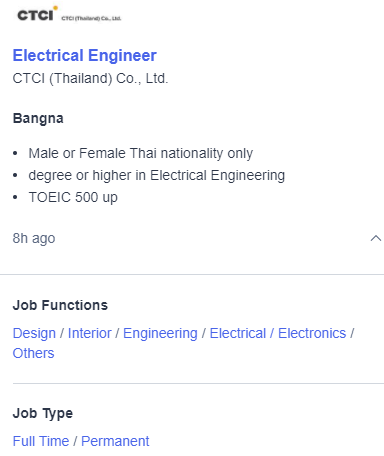 CTCI CTCI (Thailand) Co., Ltd.
Electrical Engineer
CTCI (Thailand) Co., Ltd.
Bangna
• Male or Female Thai nationality only
• degree or higher in Electrical Engineering
• TOEIC 500 up
8h ago
Job Functions
Design / Interior / Engineering / Electrical / Electronics /
Others
Job Type
Full Time / Permanent